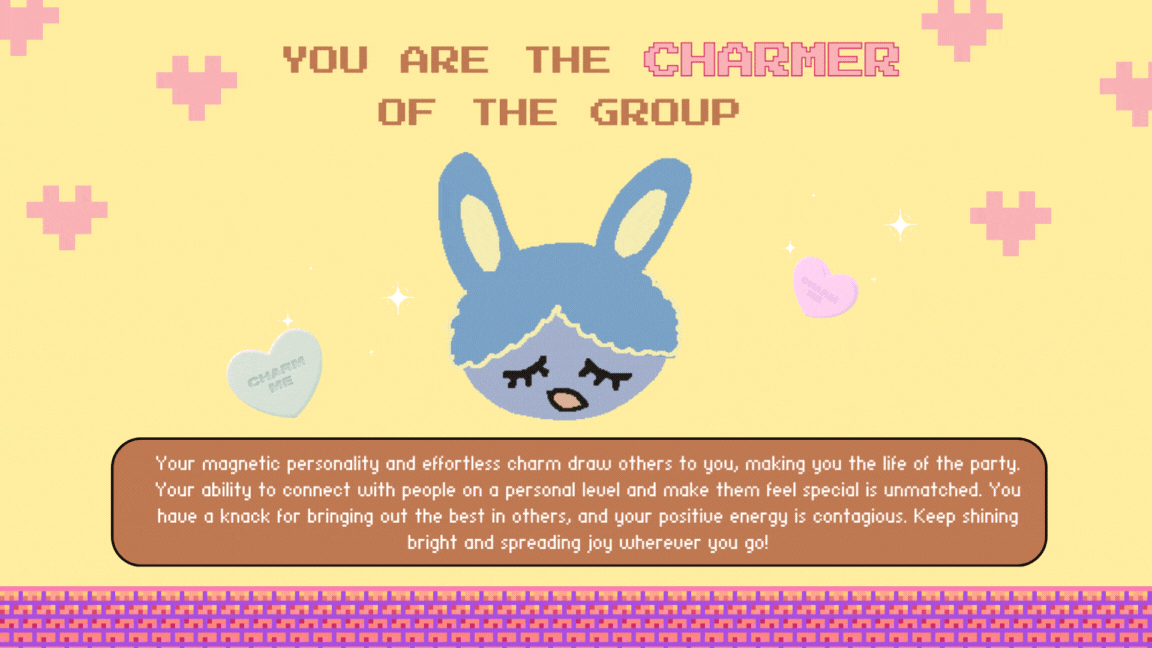 YOU ARE THE CHARMER
OF THE GROUP
CHARM
ME
CHARM
ME
Your magnetic personality and effortless charm draw others to you, making you the life of the party.
Your ability to connect with people on a personal level and make them feel special is unmatched. You
have a knack for bringing out the best in others, and your positive energy is contagious. Keep shining
bright and spreading joy wherever you go!